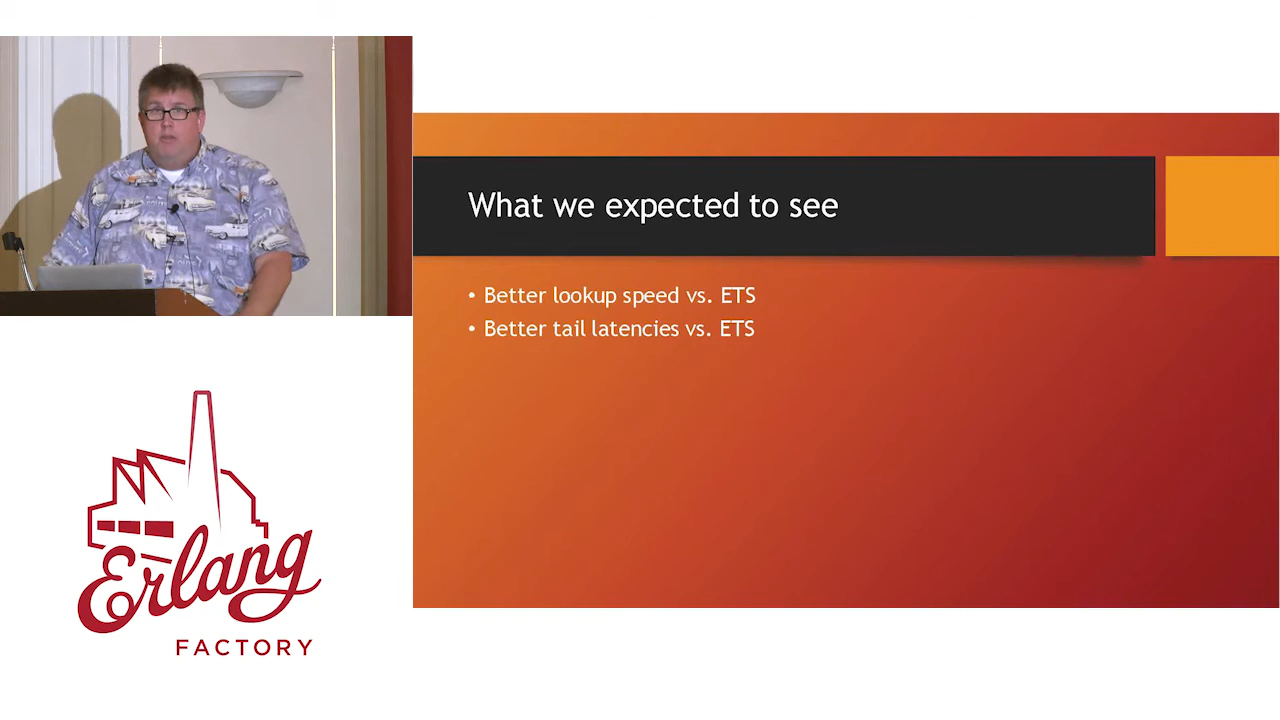 What we expected to see
• Better lookup speed vs. ETS
• Better tail latencies vs. ETS
Erlang
FACTORY